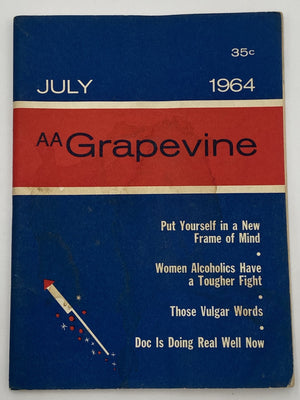 35c
JULY 1964
AA Grapevine
Put Yourself in a New
Frame of Mind
•
Women Alcoholics Have
a Tougher Fight
•
Those Vulgar Words
•
Doc Is Doing Real Well Now